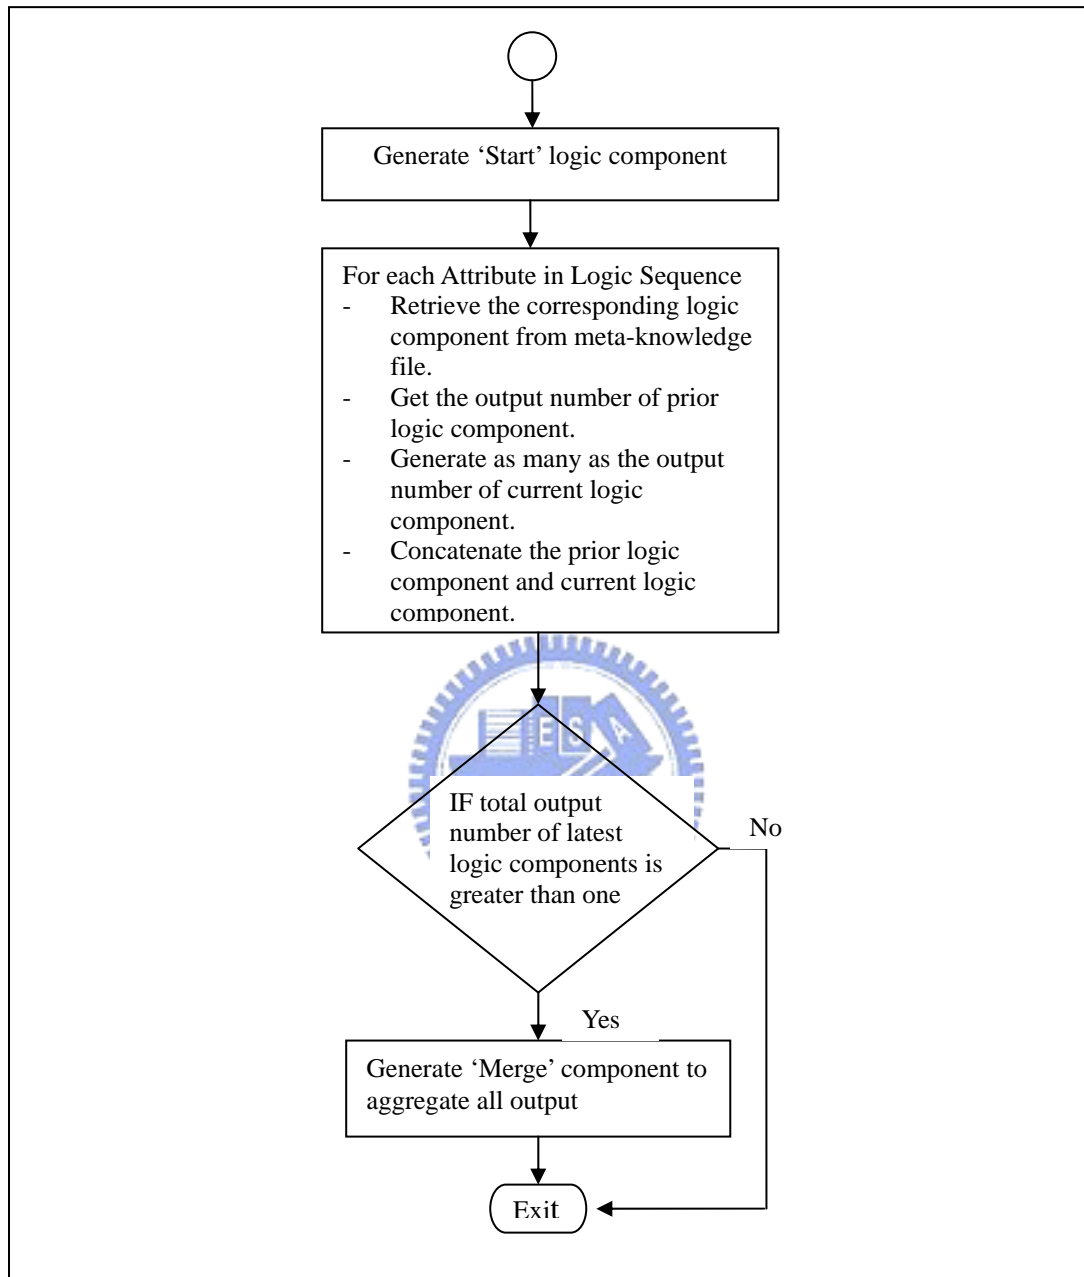 Generate ‘Start’ logic component
For each Attribute in Logic Sequence
- Retrieve the corresponding logic
component from meta-knowledge
file.
- Get the output number of prior
logic component.
- Generate as many as the output
number of current logic
component.
- Concatenate the prior logic
component and current logic
component.
E S A
IF total output
number of latest
logic components is
greater than one
No
Yes
Generate ‘Merge’ component to
aggregate all output
Exit